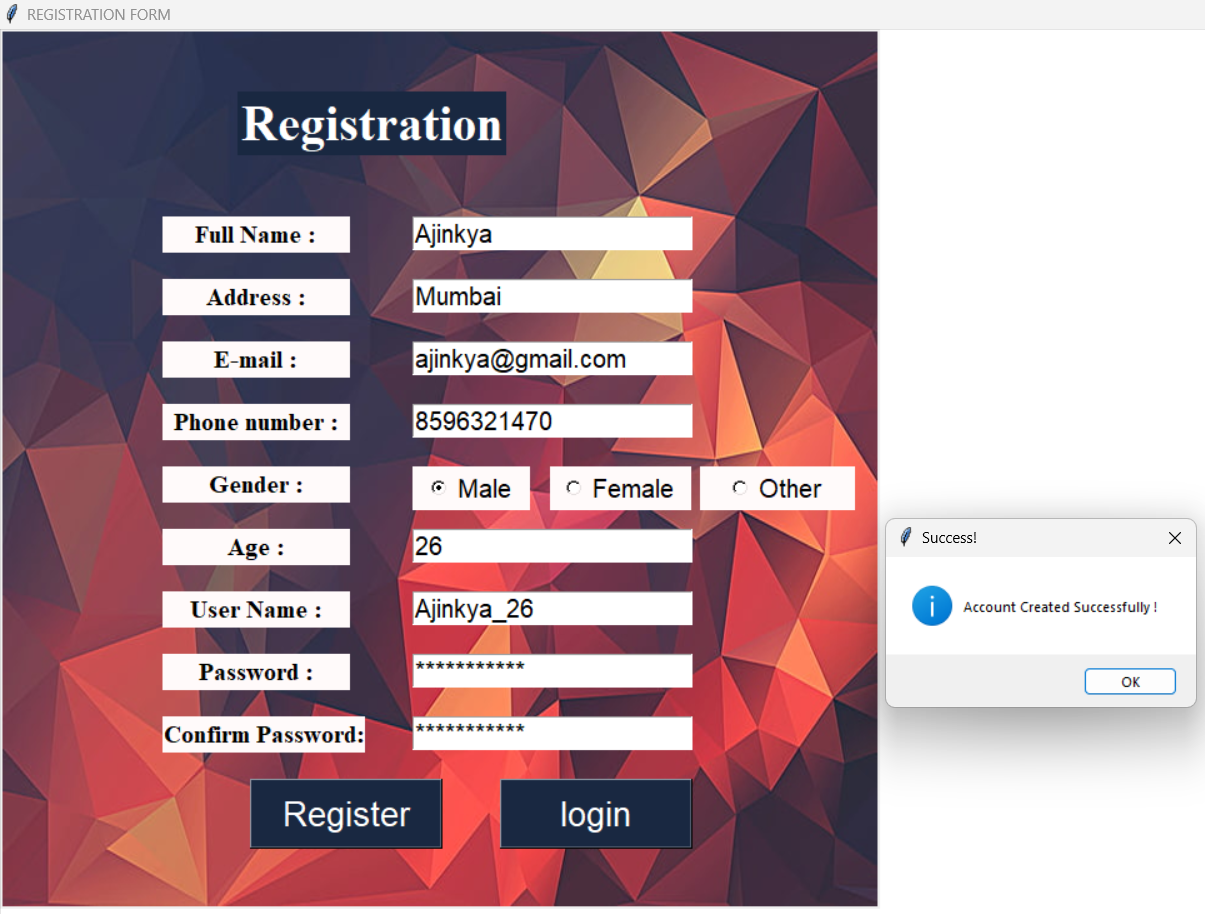 REGISTRATION FORM
Registration
Full Name : Ajinkya
Address : Mumbai
E-mail : ajinkya@gmail.com
Phone number : 8596321470
Gender : Male Female Other
Age : 26
User Name : Ajinkya_26
Password : ***********
Confirm Password: ***********
Register login
Success!
Account Created Successfully !
OK